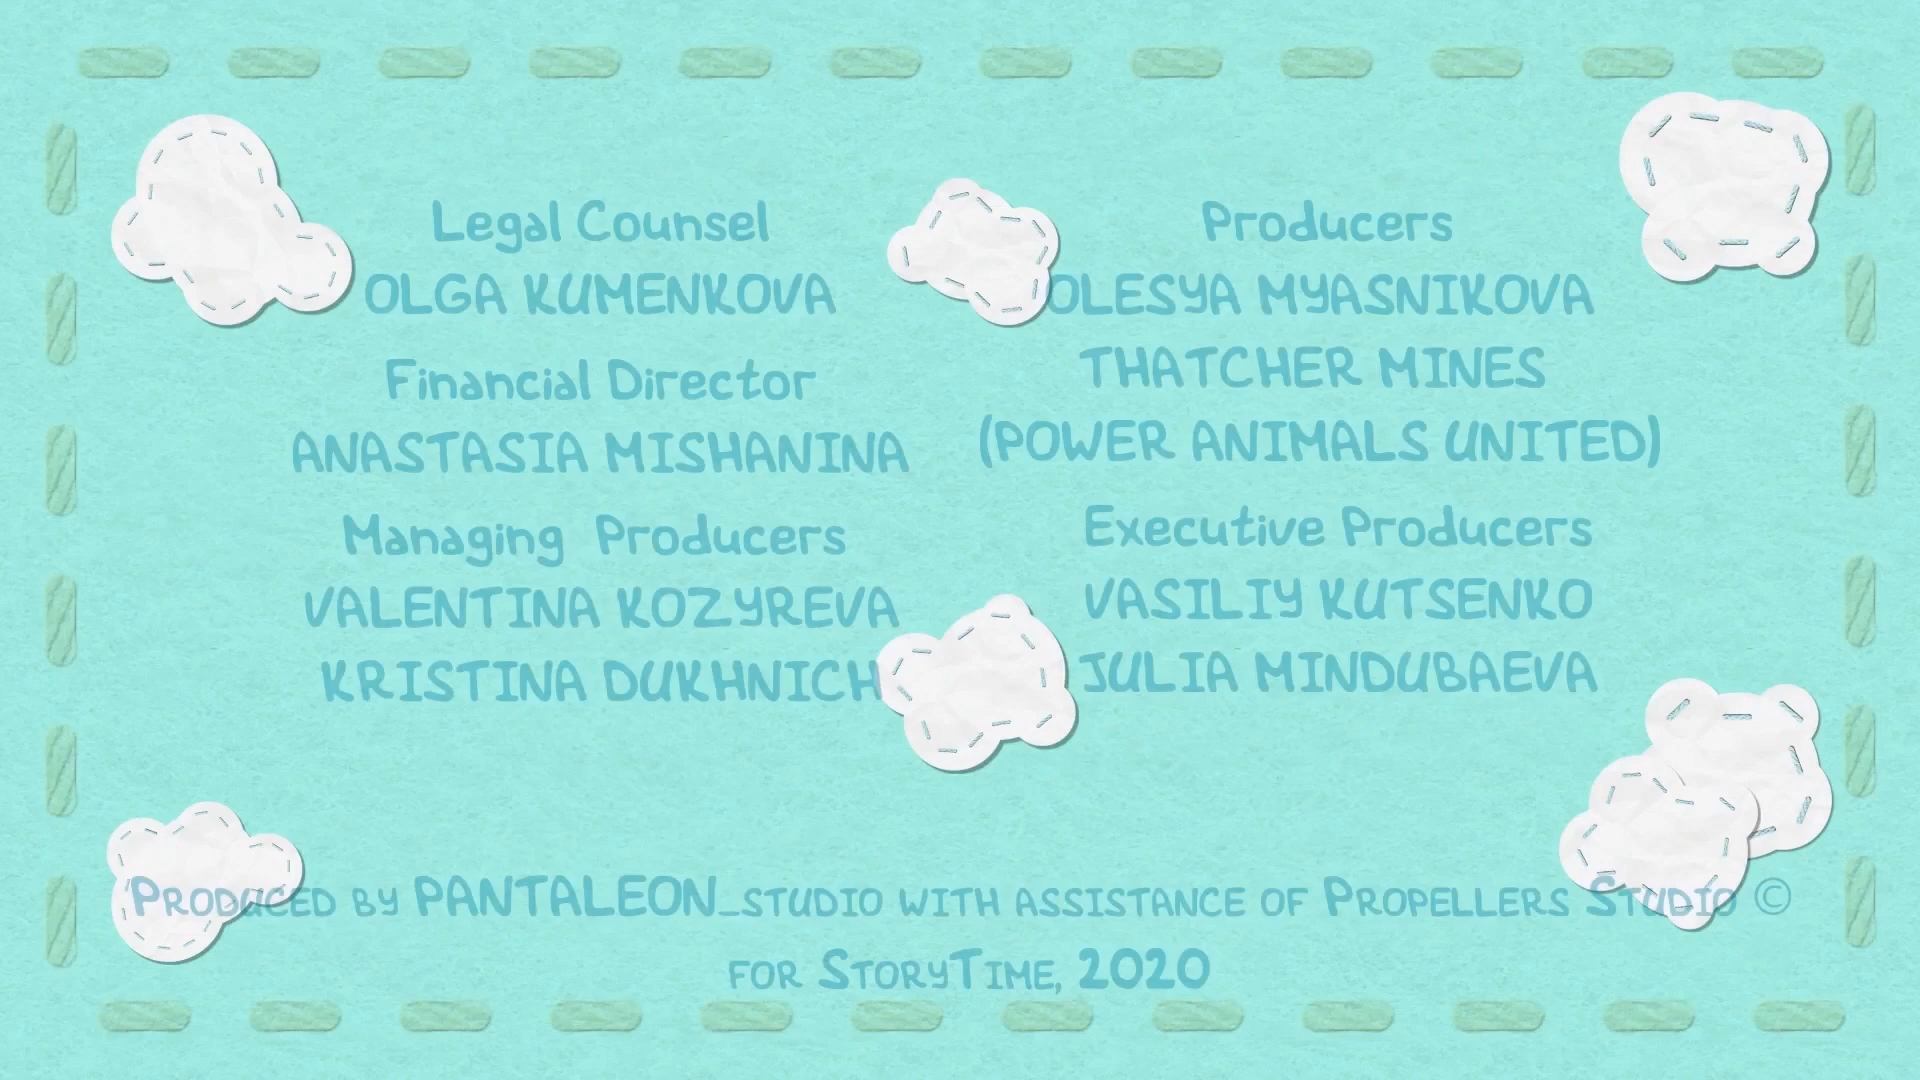 Legal Counsel
OLGA KUMENKOVA
Financial Director
ANASTASIA MISHANINA
Managing Producers
VALENTINA KOZYREVA
KRISTINA DUKHNICH
Producers
OLESYA MYASNIKOVA
THATCHER MINES
(POWER ANIMALS UNITED)
Executive Producers
VASILIY KUTSENKO
JULIA MINDUBAEVA
PRODUCED BY PANTALEON_STUDIO WITH ASSISTANCE OF PROPELLERS STUDIO ©
FOR STORYTIME, 2020